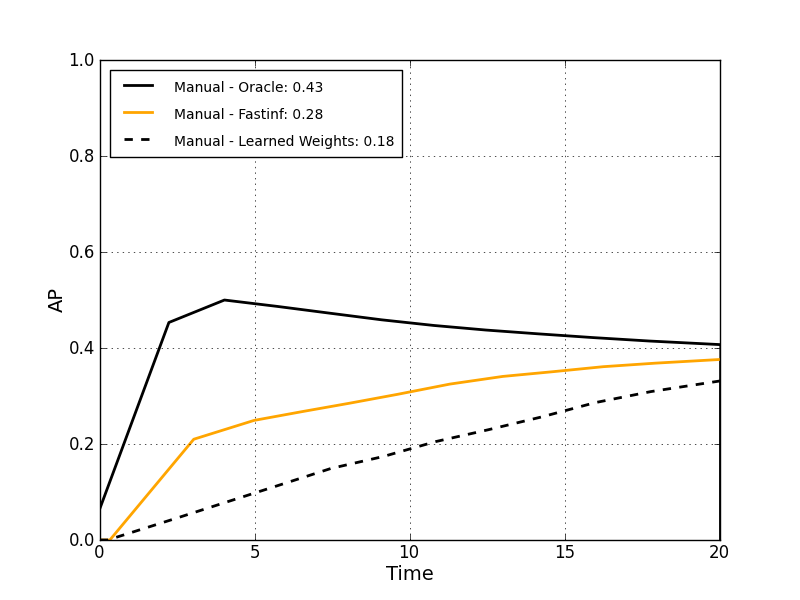 1.0
0.8
0.6
0.4
0.2
0.0
AP
Manual - Oracle: 0.43
Manual - Fastinf: 0.28
Manual - Learned Weights: 0.18
0 5 10 15 20
Time